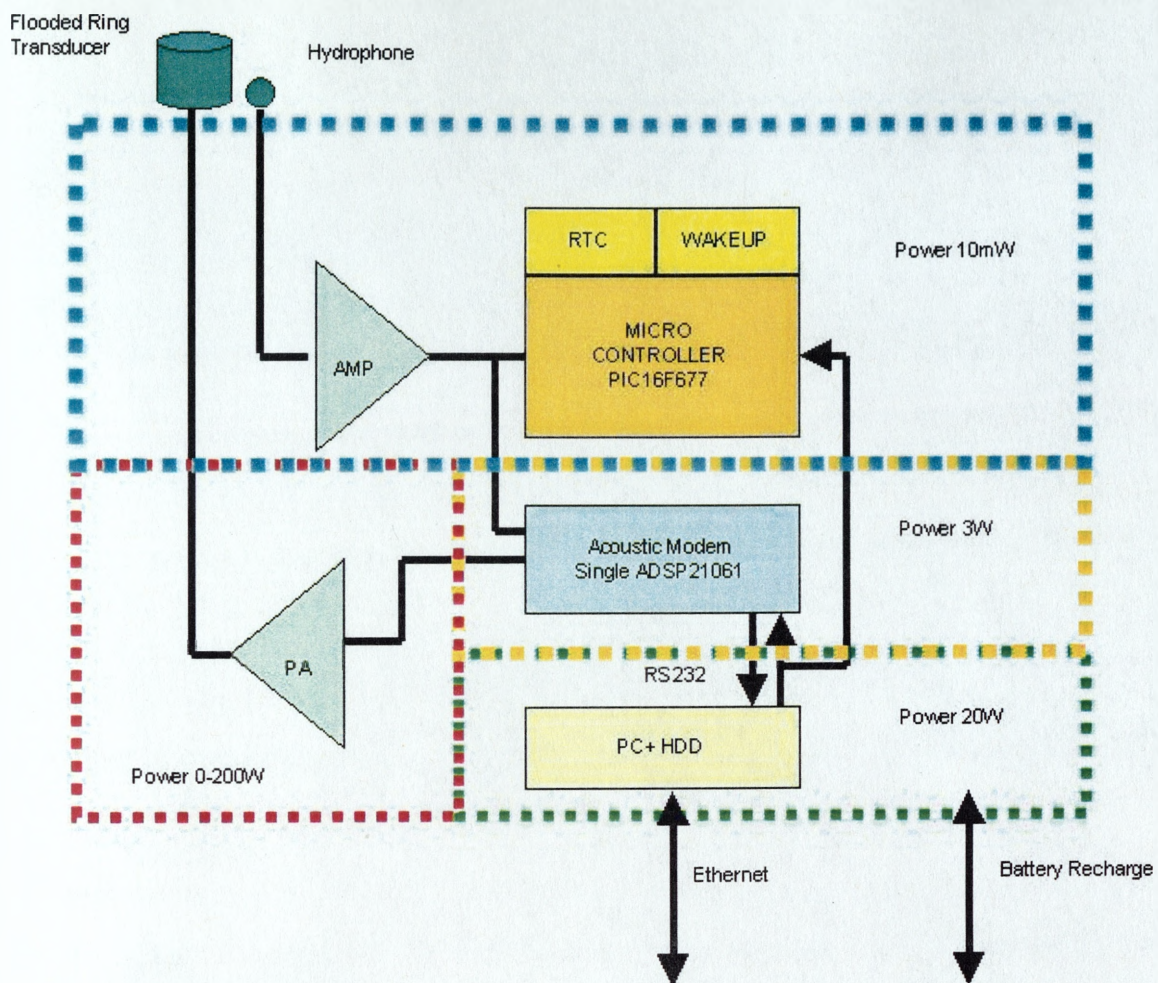 Flooded Ring
Transducer
Hydrophone
RTC
WAKEUP
Power 10mW
MICRO
CONTROLLER
PIC16F677
AMP
Acoustic Modem
Single ADSP21061
Power 3W
PA
RS232
Power 20W
PC+ HDD
Power 0-200W
Ethernet
Battery Recharge